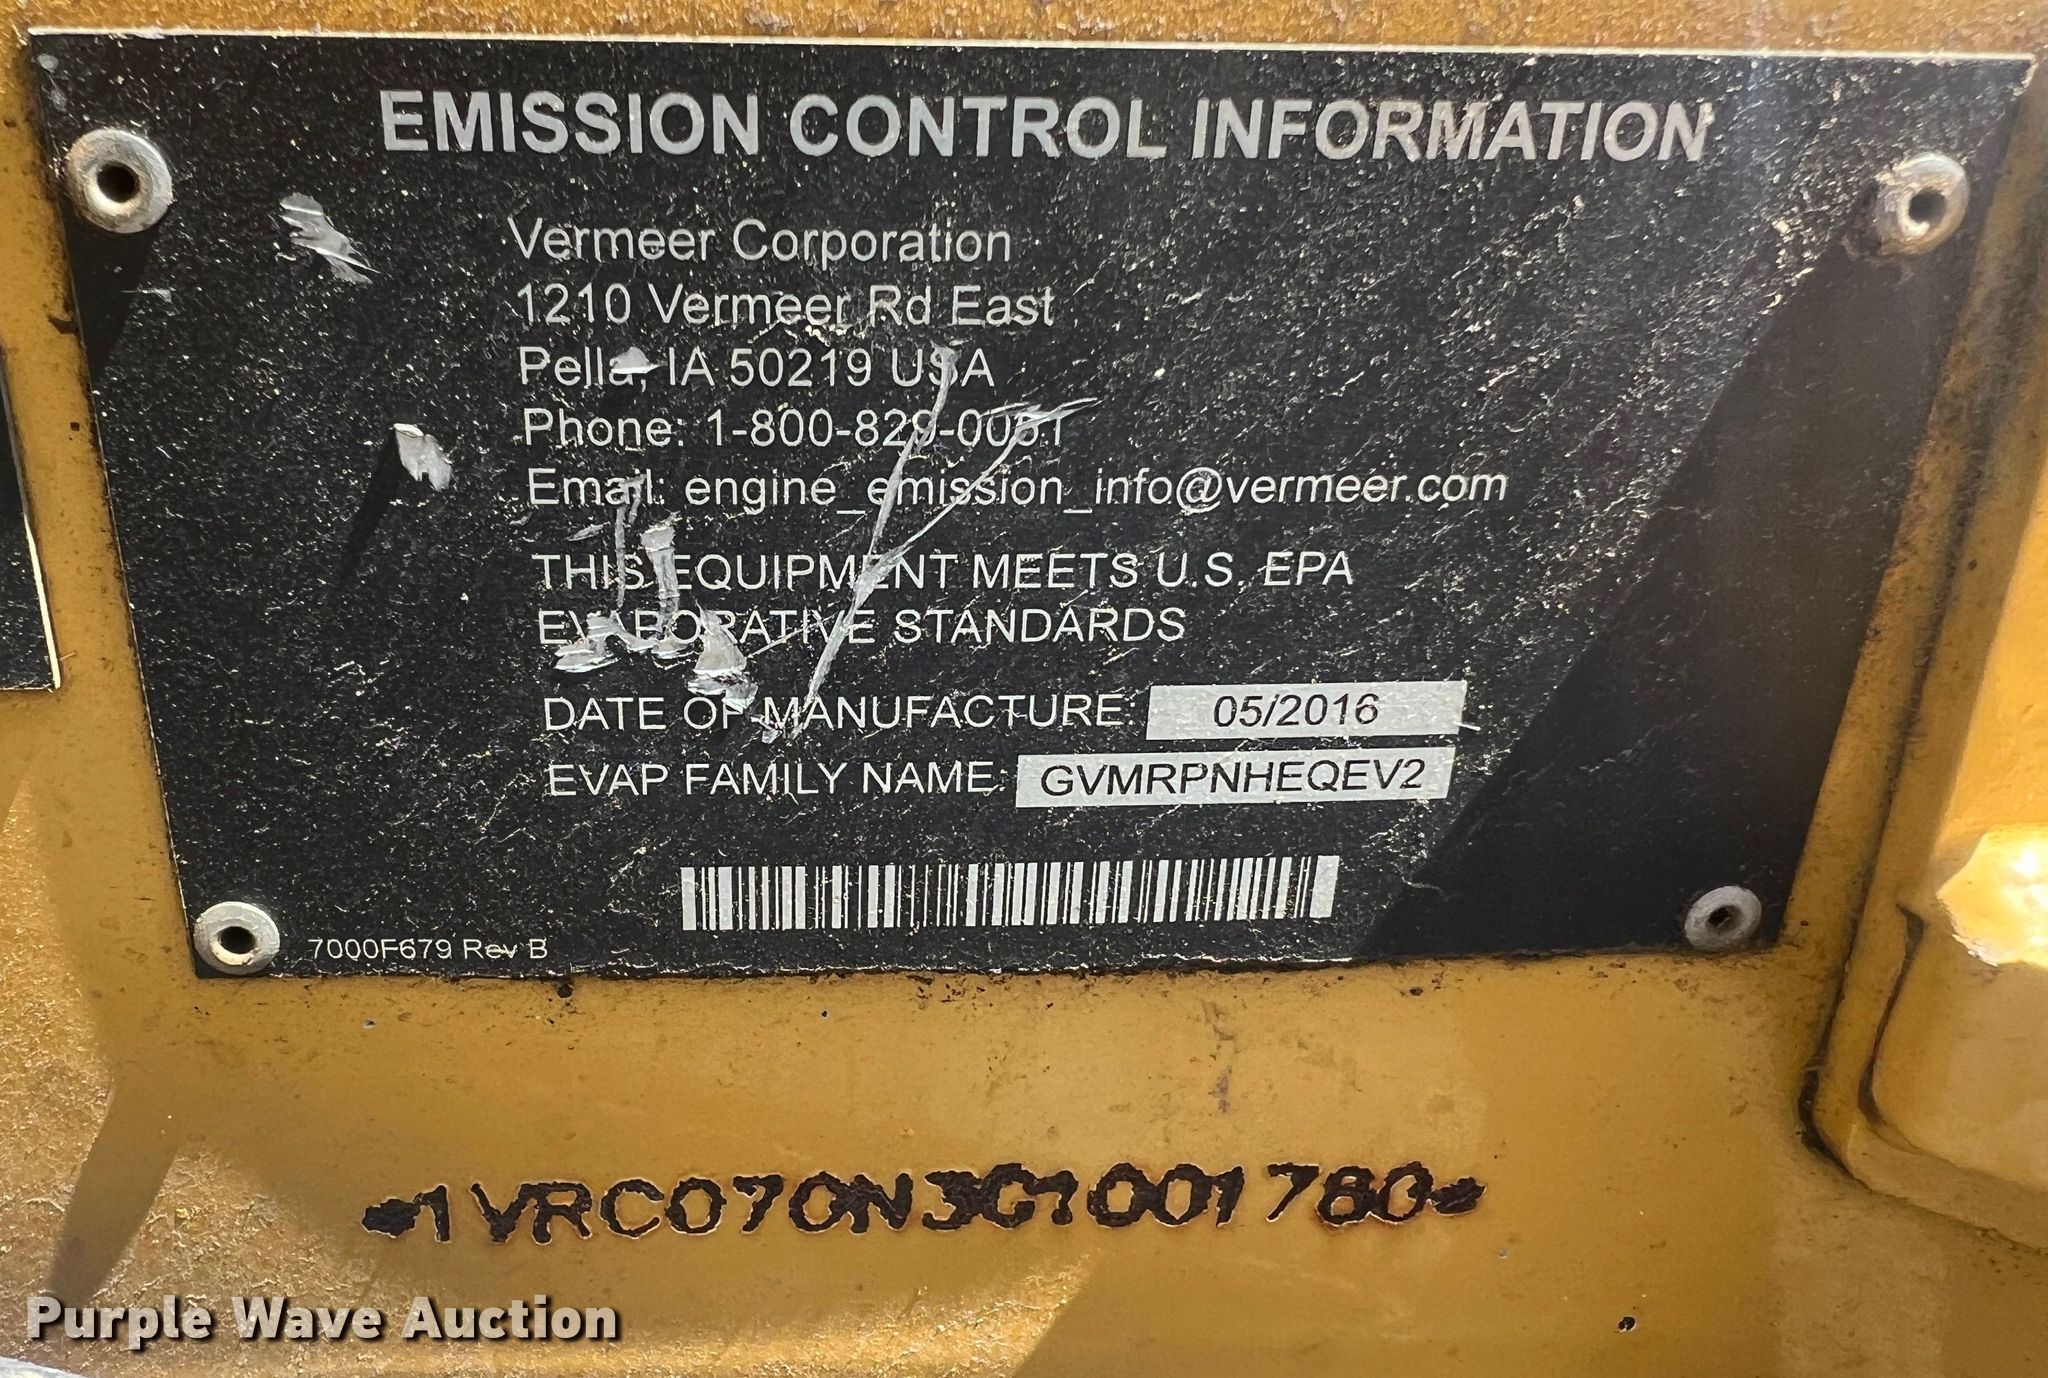 EMISSION CONTROL INFORMATION
Vermeer Corporation
1210 Vermeer Rd East
Pella, IA 50219 USA
Phone: 1-800-829-0051
Email: engine_emission_info@vermeer.com
THIS EQUIPMENT MEETS U.S. EPA
EVAPORATIVE STANDARDS
DATE OF MANUFACTURE: 05/2016
EVAP FAMILY NAME: GVMRPNHEQEV2
7000F679 Rev B
1VRC070N3G1001760
Purple Wave Auction